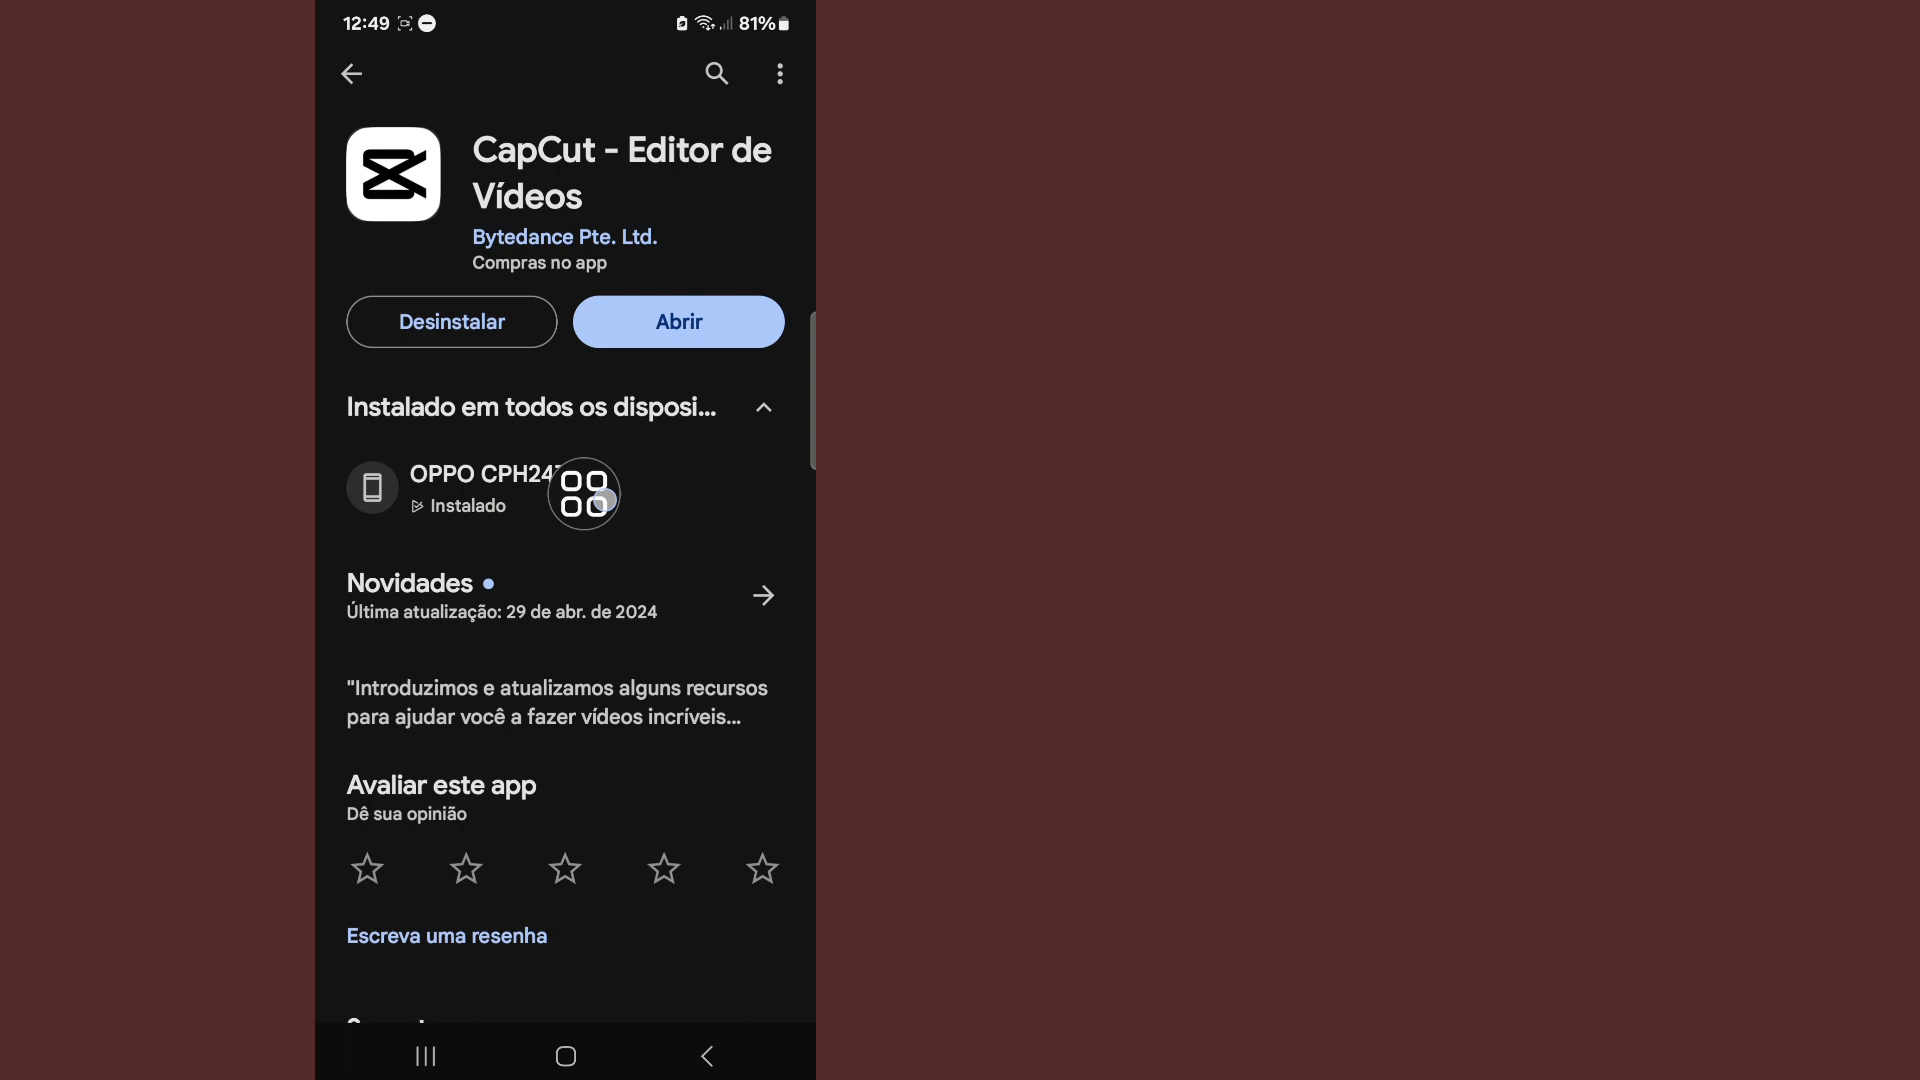 12:49
81%
CapCut - Editor de
Vídeos
Bytedance Pte. Ltd.
Compras no app
Desinstalar
Abrir
Instalado em todos os disposi...
OPPO
Instalado
Novidades
Última atualização: 29 de abr. de 2024
"Introduzimos e atualizamos alguns recursos
para ajudar você a fazer vídeos incríveis...
Avaliar este app
Dê sua opinião
Escreva uma resenha